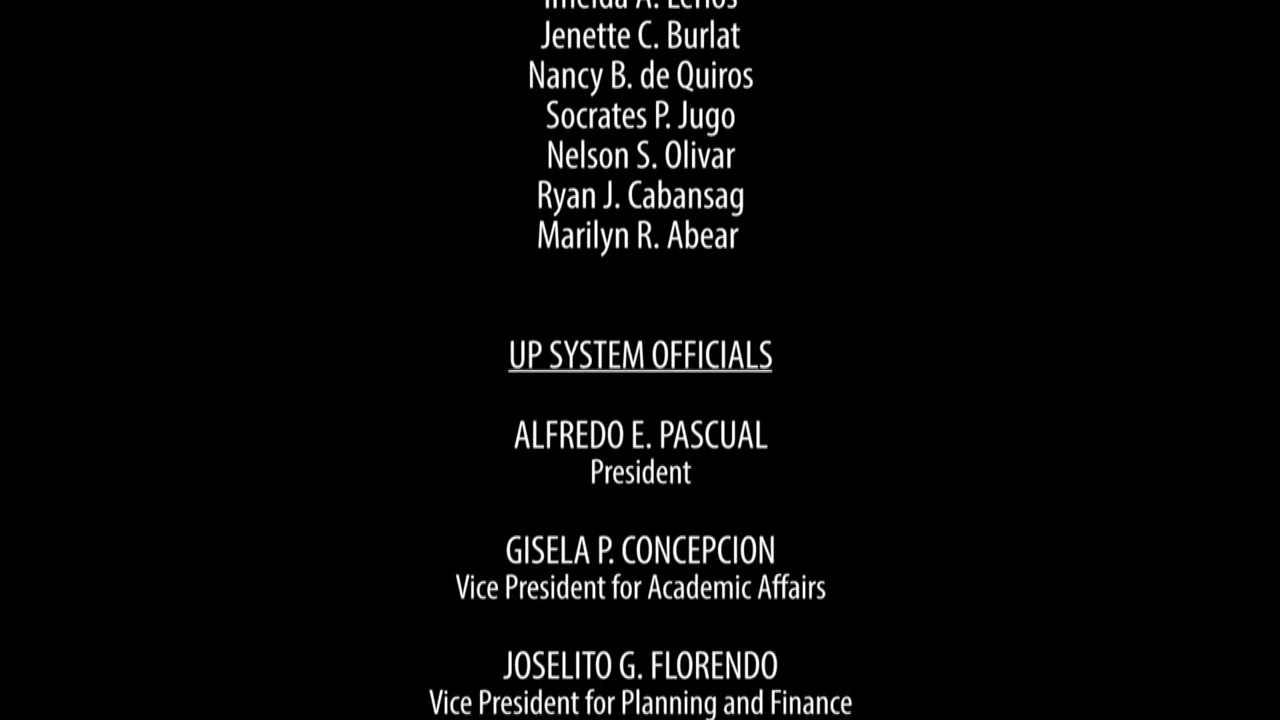 Imelda A.
Jenette C. Burlat
Nancy B. de Quiros
Socrates P. Jugo
Nelson S. Olivar
Ryan J. Cabansag
Marilyn R. Abear
UP SYSTEM OFFICIALS
ALFREDO E. PASCUAL
President
GISELA P. CONCEPCION
Vice President for Academic Affairs
JOSELITO G. FLORENDO
Vice President for Planning and Finance